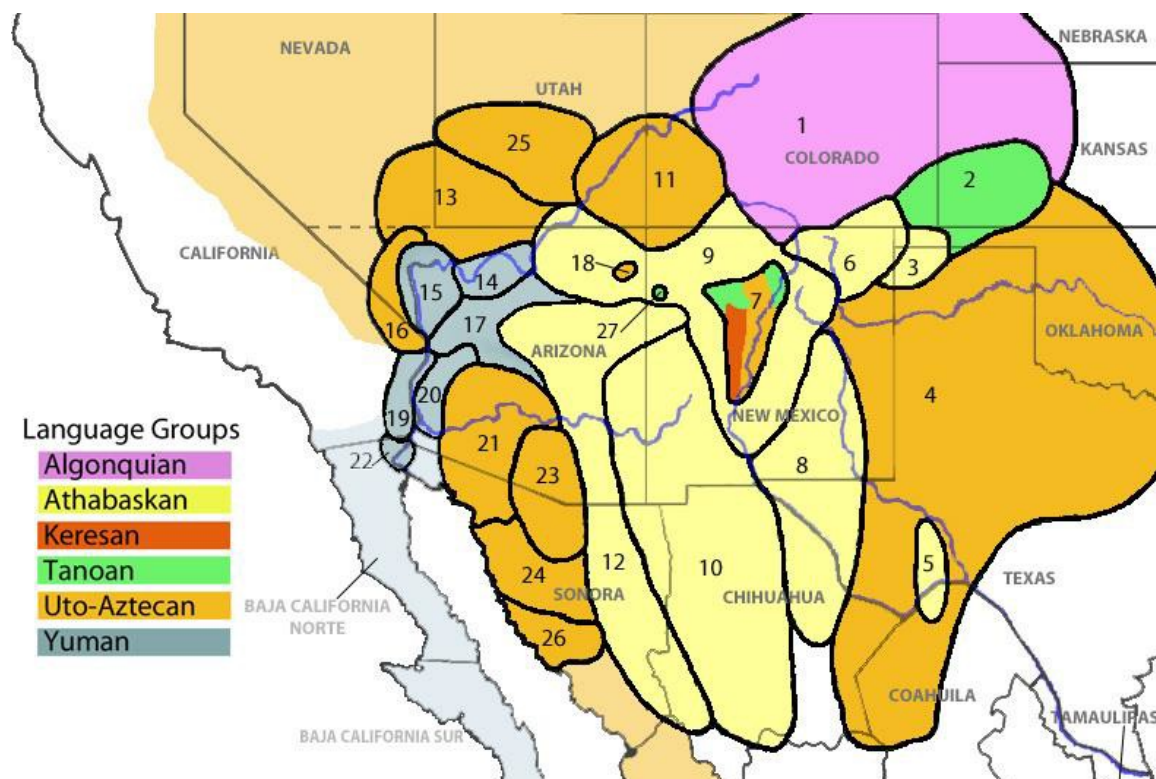 NEVADA
UTAH
NEBRASKA
1
COLORADO
KANSAS
25
11
2
13
CALIFORNIA
18
9
6
3
15
14
7
16
17
27
ARIZONA
OKLAHOMA
20
19
NEW MEXICO
4
21
22
23
8
Language Groups
Algonquian
Athabaskan
Keresan
Tanoan
Uto-Aztecan
Yuman
12
10
5
24
SONORA
CHIHUAHUA
TEXAS
BAJA CALIFORNIA
NORTE
26
COAHUILA
TAMAULIPAS
BAJA CALIFORNIA SUR